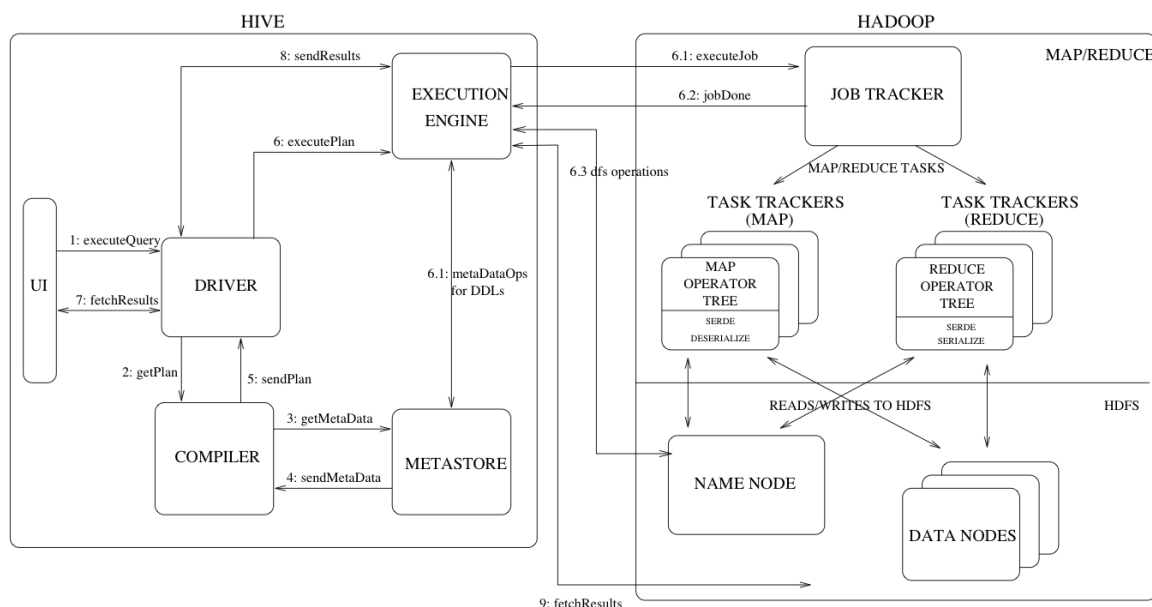 HIVE
HADOOP
MAP/REDUCE
8: sendResults
6.1: executeJob
EXECUTION
ENGINE
JOB TRACKER
6.2: jobDone
6: executePlan
6.3 dfs operations
MAP/REDUCE TASKS
TASK TRACKERS
(MAP)
TASK TRACKERS
(REDUCE)
1: executeQuery
UI
DRIVER
7: fetchResults
6.1: metaDataOps
for DDLs
MAP
OPERATOR
TREE
SERDE
DESERIALIZE
REDUCE
OPERATOR
TREE
SERDE
SERIALIZE
2: getPlan
5: sendPlan
READS/WRITES TO HDFS
HDFS
3: getMetaData
COMPILER
METASTORE
4: sendMetaData
NAME NODE
DATA NODES
9: fetchResults